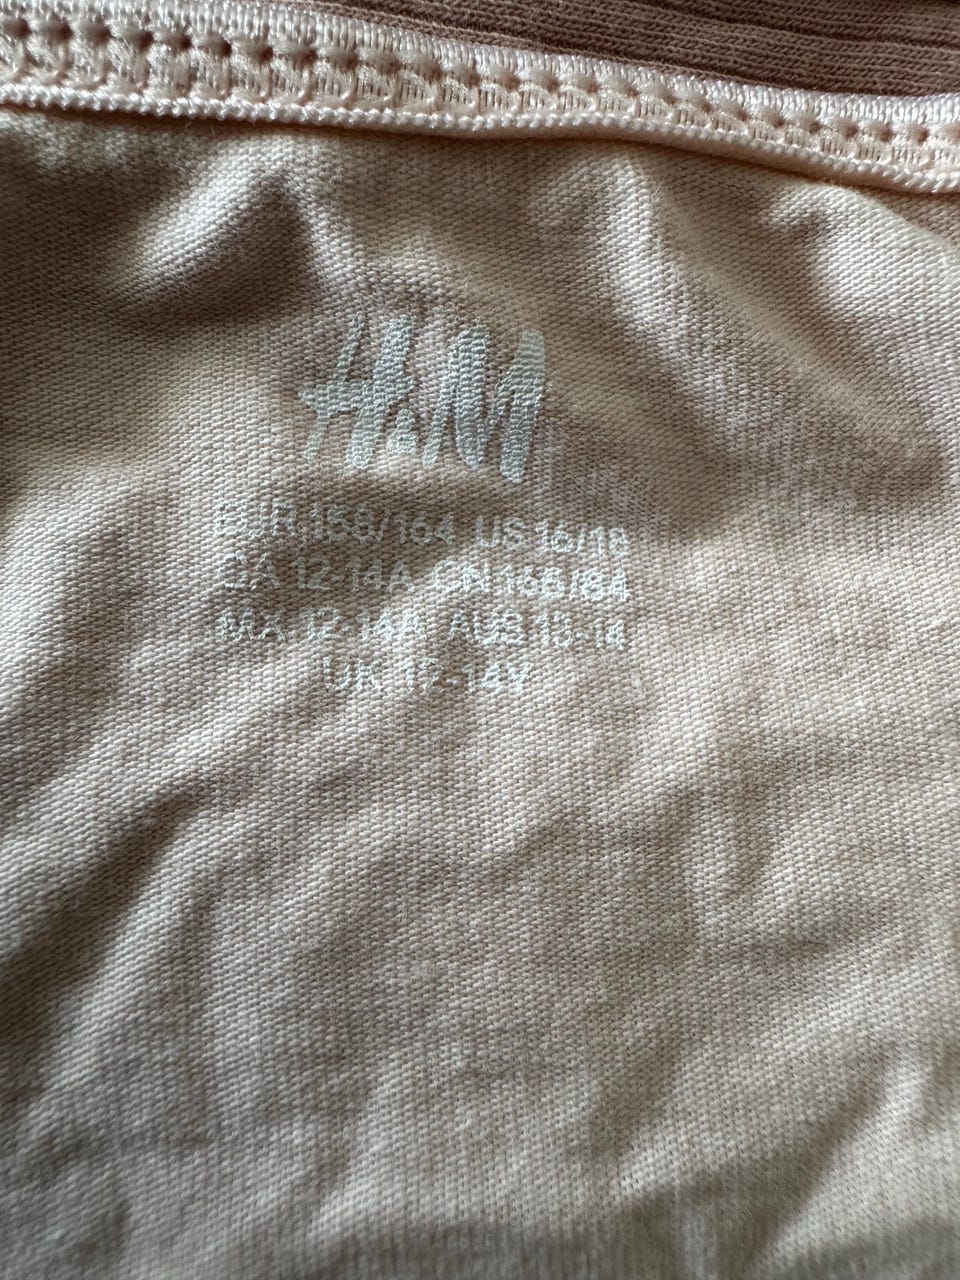 H&M
EUR 158/164 US 16/18
CA 12-14A CN 165/84
MX 12-14A AUS 13-14
UK 12-14Y